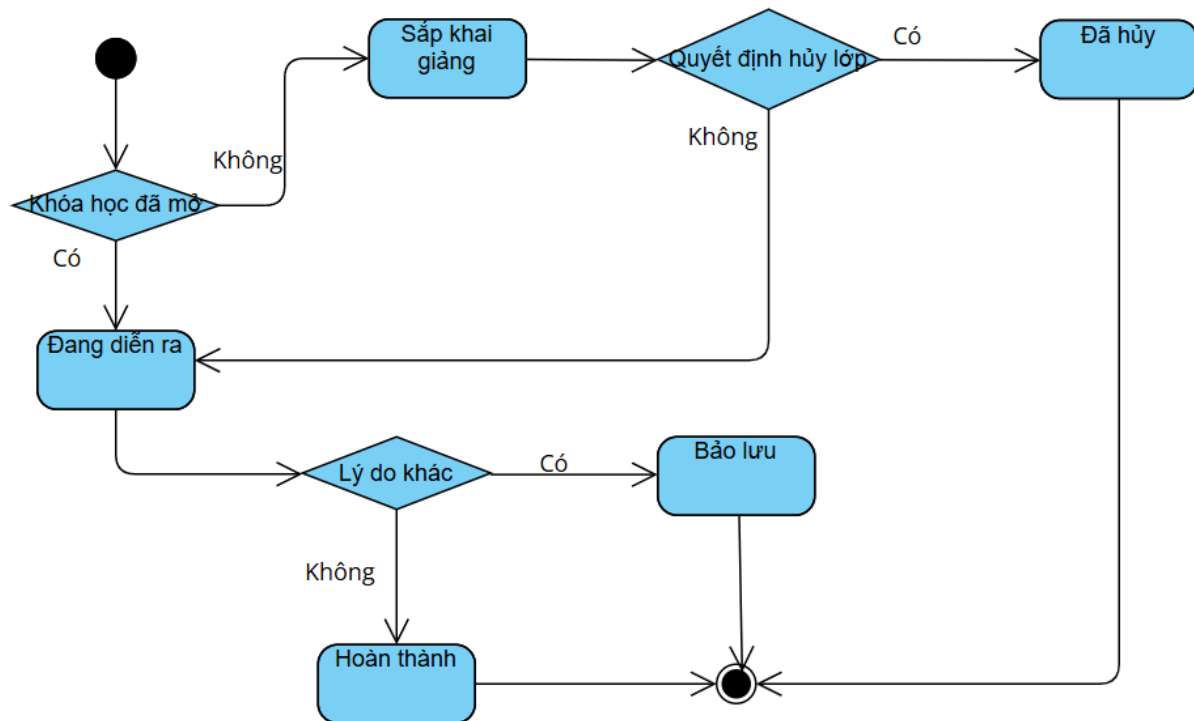 Sắp khai
giảng
Quyết định hủy lớp
Có
Đã hủy
Không
Không
Khóa học đã mở
Có
Đang diễn ra
Lý do khác
Có
Bảo lưu
Không
Hoàn thành